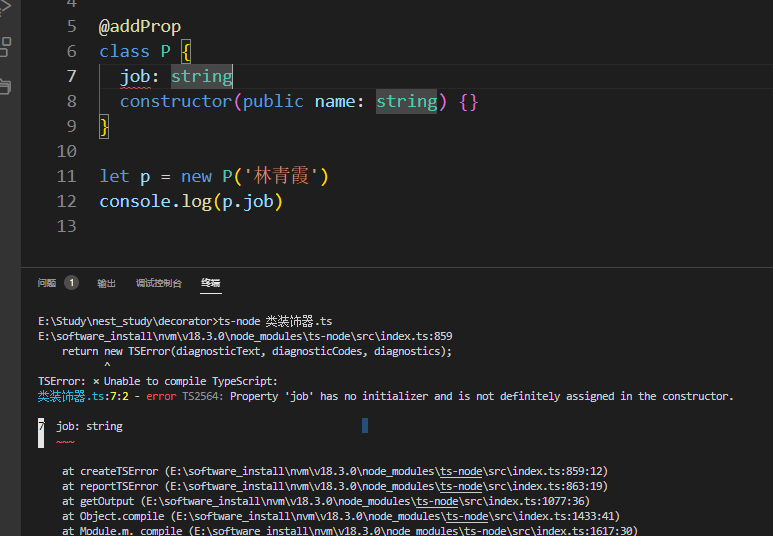 4
5 @addProp
6 class P {
7 job: string
8 constructor(public name: string) {}
9 }
10
11 let p = new P('林青霞')
12 console.log(p.job)
13
问题 1 输出 调试控制台 终端
E:\Study\nest_study\decorator>ts-node 类装饰器.ts
E:\software_install\nvm\v18.3.0\node_modules\ts-node\src\index.ts:859
return new TSError(diagnosticText, diagnosticCodes, diagnostics);
^
TSError: ⨯ Unable to compile TypeScript:
类装饰器.ts:7:2 - error TS2564: Property 'job' has no initializer and is not definitely assigned in the constructor.
7 job: string
~~~
at createTSError (E:\software_install\nvm\v18.3.0\node_modules\ts-node\src\index.ts:859:12)
at reportTSError (E:\software_install\nvm\v18.3.0\node_modules\ts-node\src\index.ts:863:19)
at getOutput (E:\software_install\nvm\v18.3.0\node_modules\ts-node\src\index.ts:1077:36)
at Object.compile (E:\software_install\nvm\v18.3.0\node_modules\ts-node\src\index.ts:1433:41)
at Module.m._compile (E:\software_install\nvm\v18.3.0\node_modules\ts-node\src\index.ts:1617:30)